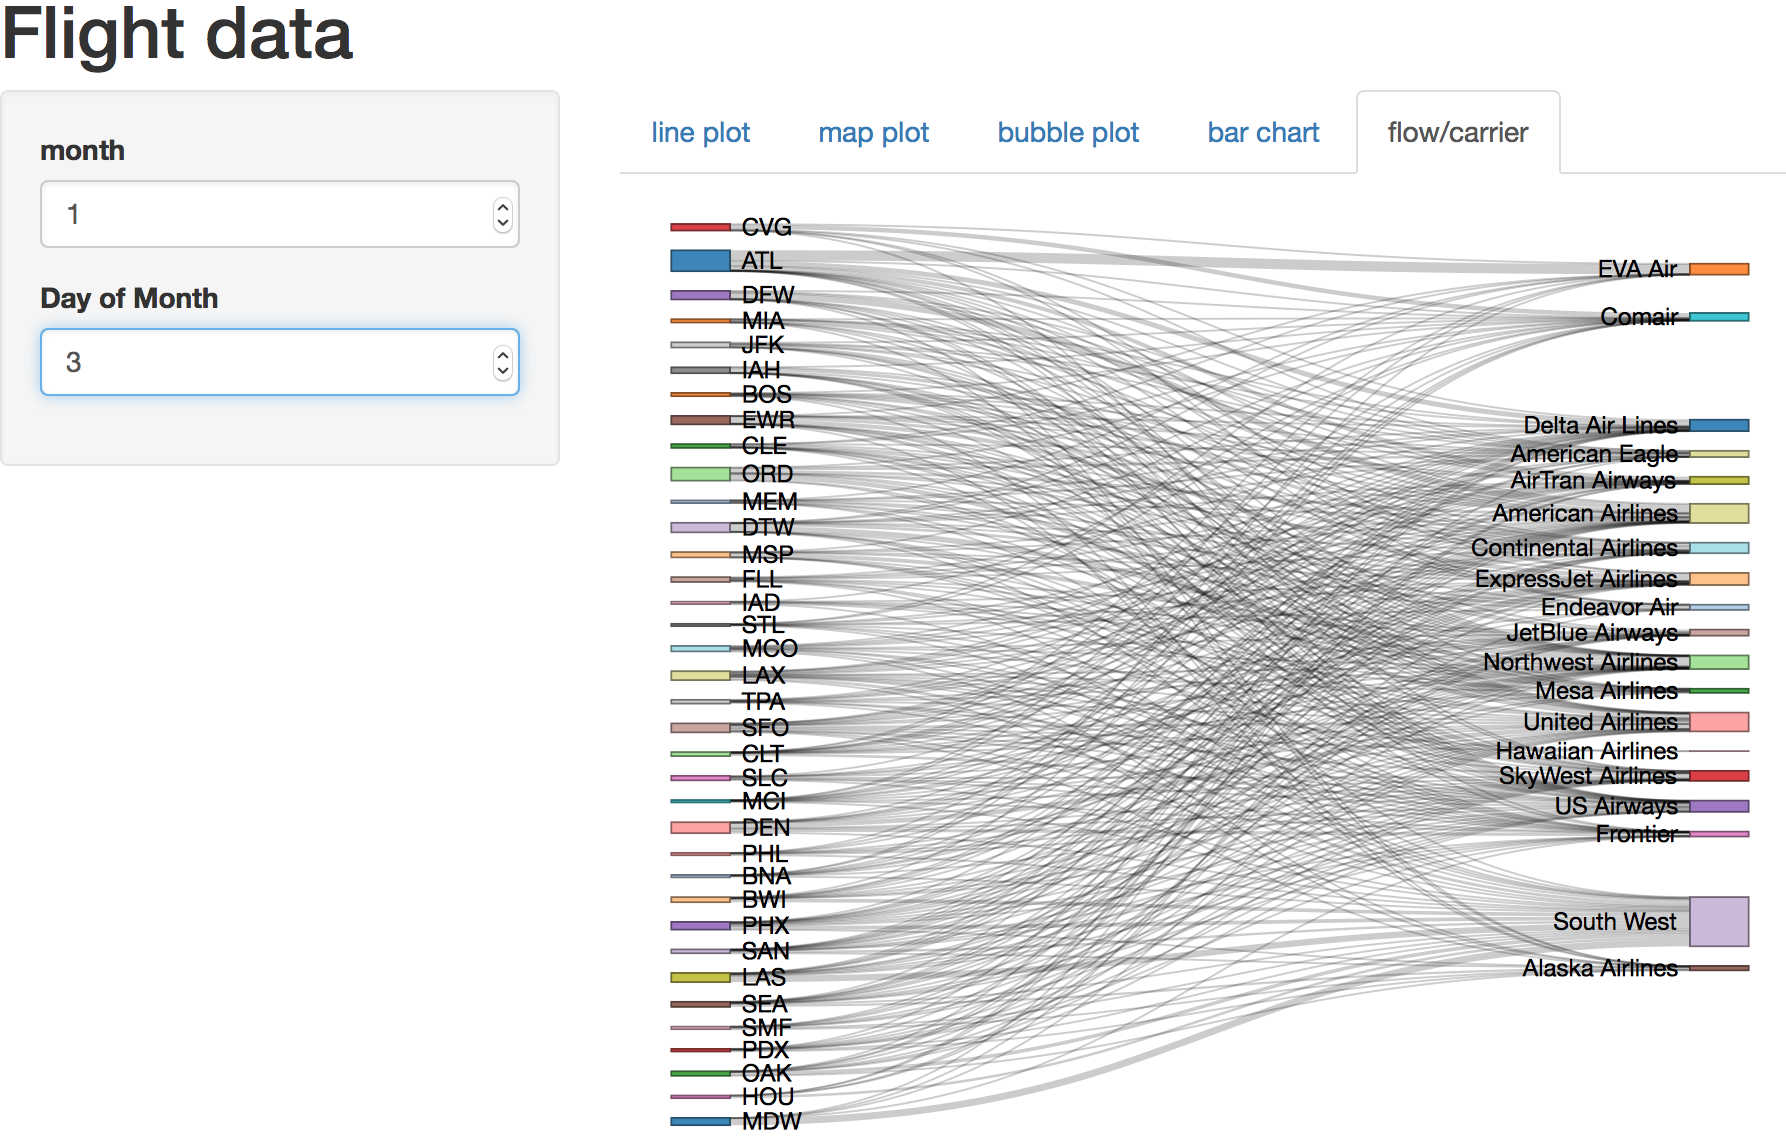 Flight data
month
1
Day of Month
3
line plot
map plot
bubble plot
bar chart
flow/carrier
CVG
ATL
DFW
MIA
JFK
IAH
BOS
EWR
CLE
ORD
MEM
DTW
MSP
FLL
IAD
STL
MCO
LAX
TPA
SFO
CLT
SLC
MCI
DEN
PHL
BNA
BWI
PHX
SAN
LAS
SEA
SMF
PDX
OAK
HOU
MDW
EVA Air
Comair
Delta Air Lines
American Eagle
AirTran Airways
American Airlines
Continental Airlines
ExpressJet Airlines
Endeavor Air
JetBlue Airways
Northwest Airlines
Mesa Airlines
United Airlines
Hawaiian Airlines
SkyWest Airlines
US Airways
Frontier
South West
Alaska Airlines